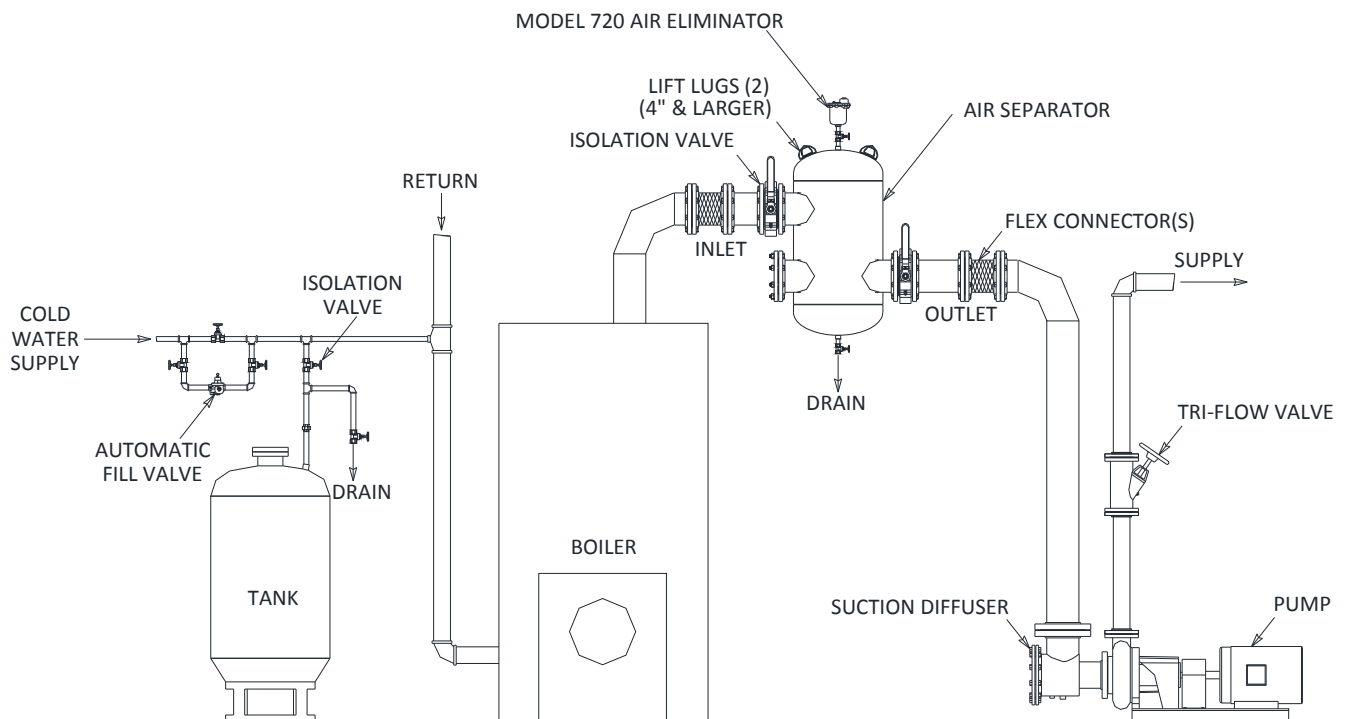 MODEL 720 AIR ELIMINATOR
LIFT LUGS (2)
(4" & LARGER)
ISOLATION VALVE
AIR SEPARATOR
RETURN
INLET
FLEX CONNECTOR(S)
SUPPLY
ISOLATION
VALVE
OUTLET
COLD
WATER
SUPPLY
DRAIN
TRI-FLOW VALVE
AUTOMATIC
FILL VALVE
DRAIN
BOILER
TANK
SUCTION DIFFUSER
PUMP